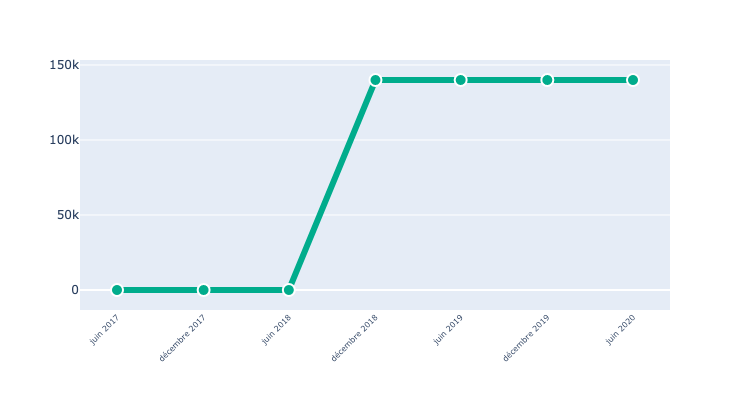 150k
100k
50k
0
juin 2017
décembre 2017
juin 2018
décembre 2018
juin 2019
décembre 2019
juin 2020